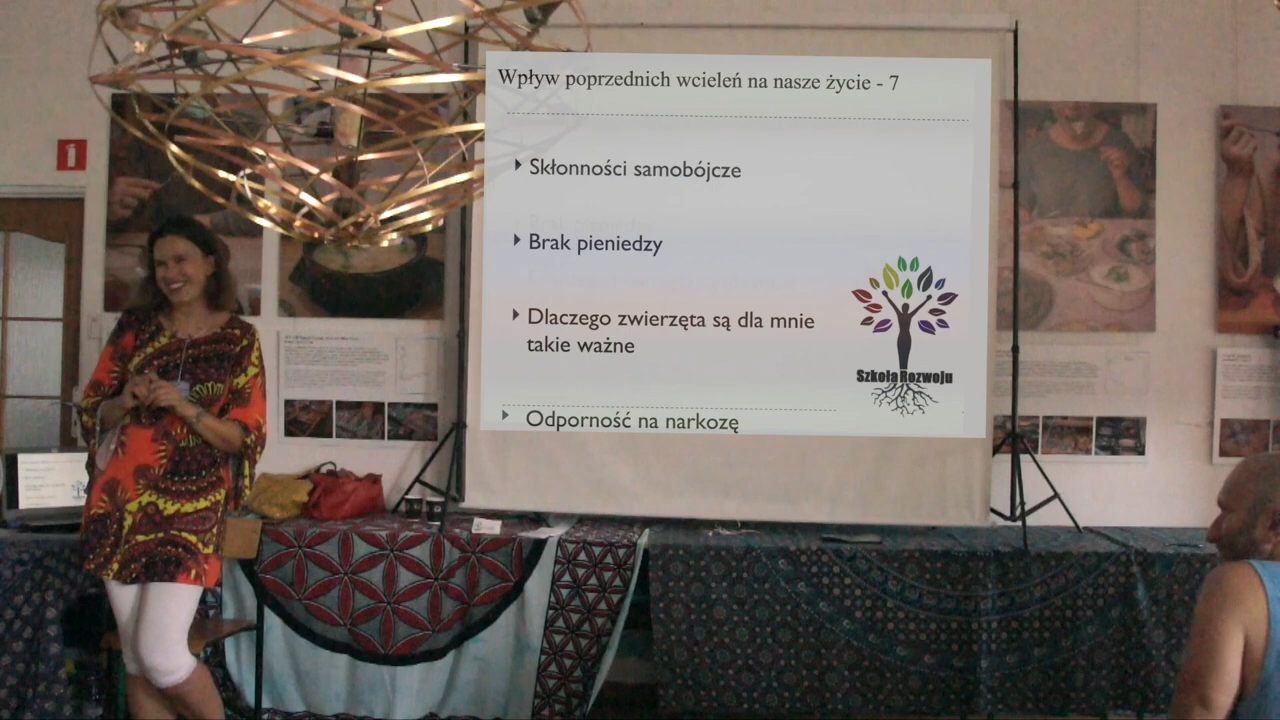 Wpływ poprzednich wcieleń na nasze życie - 7
Skłonności samobójcze
Brak pieniedzy
Dlaczego zwierzęta są dla mnie
takie ważne
Szkoła Rozwoju
Odporność na narkozę